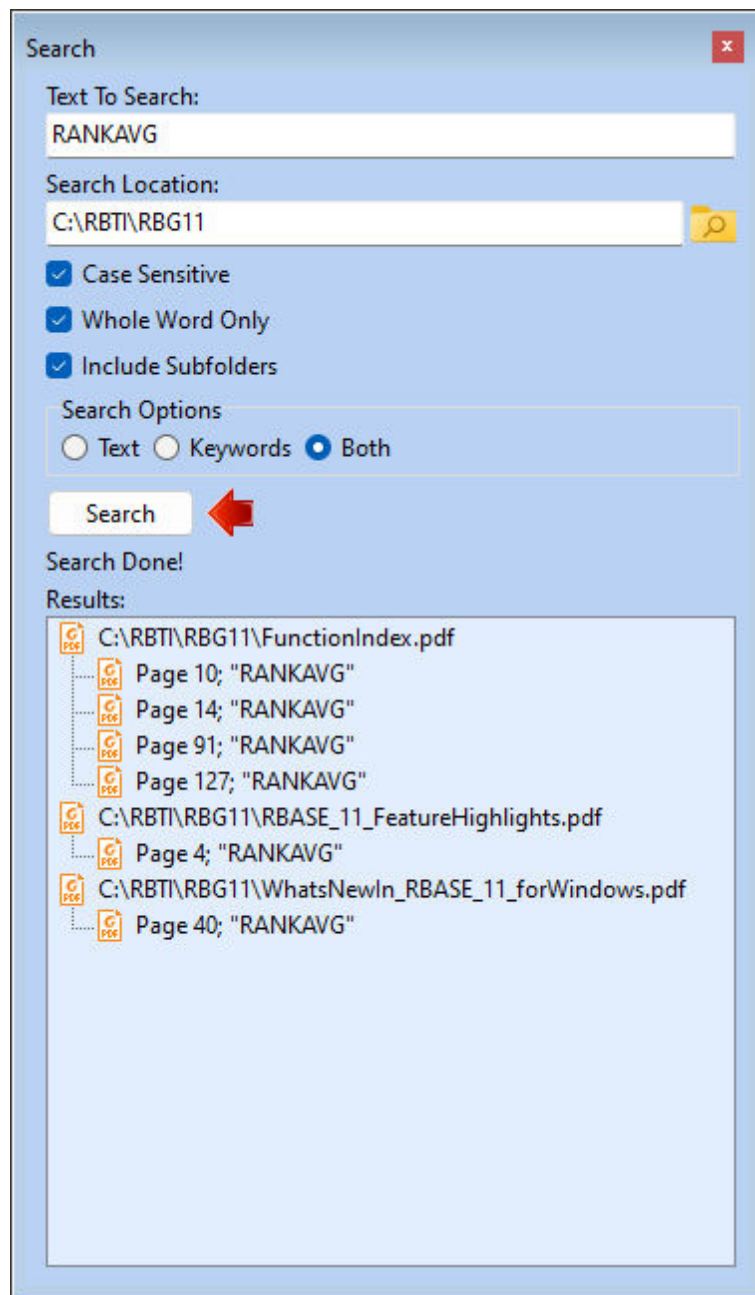 Search
Text To Search:
RANKAVG
Search Location:
C:\RBTI\RBG11
Case Sensitive
Whole Word Only
Include Subfolders
Search Options
Text Keywords Both
Search
Search Done!
Results:
C:\RBTI\RBG11\FunctionIndex.pdf
Page 10; "RANKAVG"
Page 14; "RANKAVG"
Page 91; "RANKAVG"
Page 127; "RANKAVG"
C:\RBTI\RBG11\RBASE_11_FeatureHighlights.pdf
Page 4; "RANKAVG"
C:\RBTI\RBG11\WhatsNewIn_RBASE_11_forWindows.pdf
Page 40; "RANKAVG"